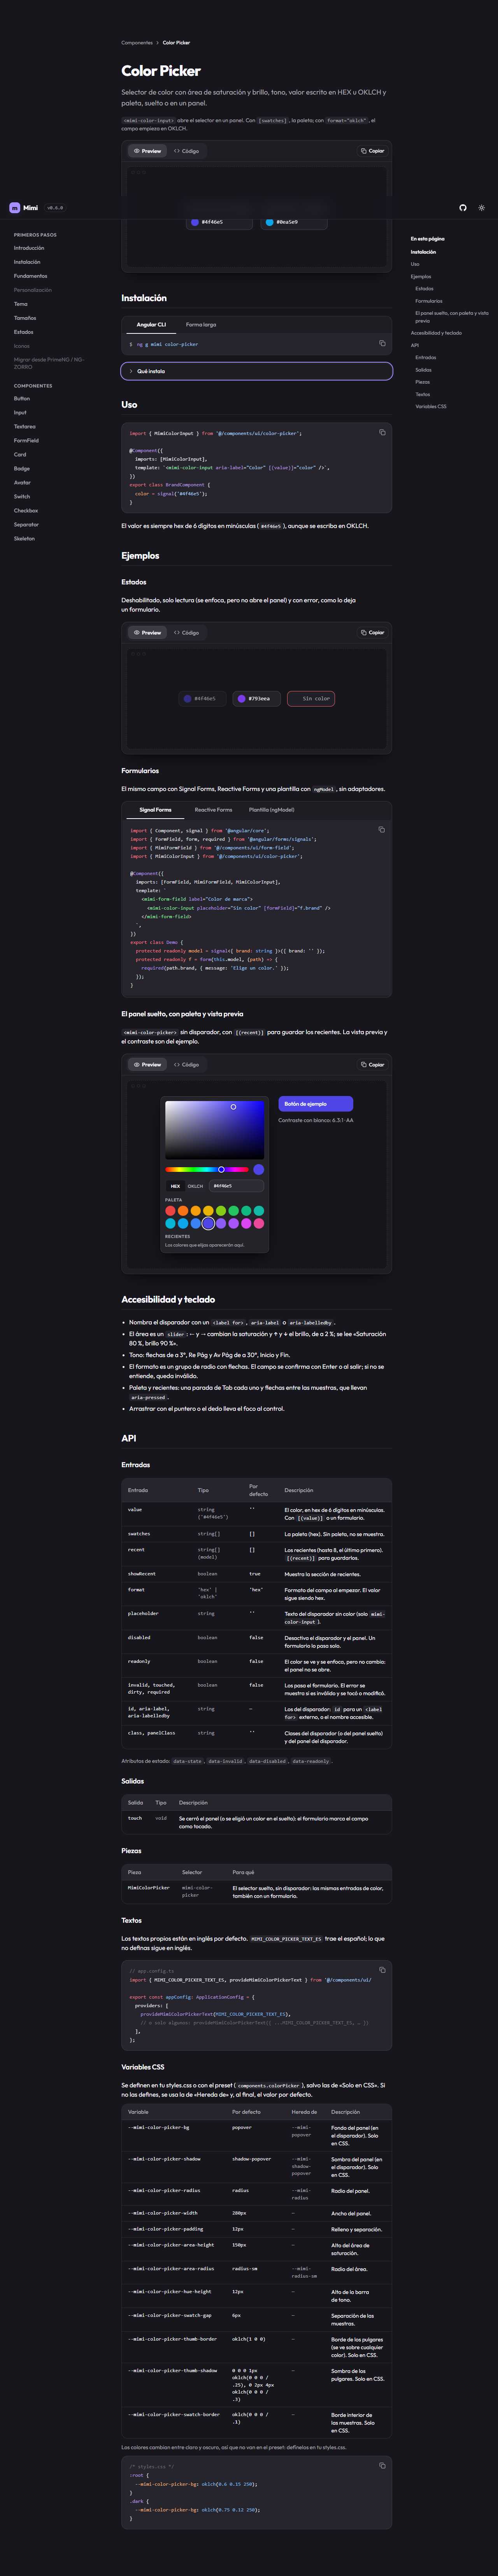 Componentes > Color Picker
Color Picker
Selector de color con área de saturación y brillo, tono, valor escrito en HEX u OKLCH y
paleta, suelto o en un panel.
<mimi-color-input> abre el selector en un panel. Con [swatches], la paleta; con format="oklch", el
campo empieza en OKLCH.
Preview
Código
Copiar
m Mimi
#4f46e5
#0ea5e9
PRIMEROS PASOS
Introducción
Instalación
Fundamentos
Personalización
Tema
Tamaños
Estados
Iconos
Migrar desde PrimeNG / NG-
ZORRO
COMPONENTES
Button
Input
Textarea
FormField
Card
Badge
Avatar
Switch
Checkbox
Separator
Skeleton
En esta página
Instalación
Uso
Ejemplos
Estados
Formularios
El panel suelto, con paleta y vista
previa
Accesibilidad y teclado
API
Entradas
Salidas
Piezas
Textos
Variables CSS
Instalación
Angular CLI
Forma larga
$ ng g mimi color-picker
> Qué instala
Uso
import { MimiColorInput } from '@/components/ui/color-picker';
@Component({
imports: [MimiColorInput],
template: `<mimi-color-input aria-label="Color" [(value)]="color" />`,
})
export class BrandComponent {
color = signal('#4f46e5');
}
El valor es siempre hex de 6 dígitos en minúsculas ( #4f46e5 ), aunque se escriba en OKLCH.
Ejemplos
Estados
Deshabilitado, solo lectura (se enfoca, pero no abre el panel) y con error, como lo deja
un formulario.
Preview
Código
Copiar
#4f46e5
#793eea
Sin color
Formularios
El mismo campo con Signal Forms, Reactive Forms y una plantilla con ngModel , sin adaptadores.
Signal Forms
Reactive Forms
Plantilla (ngModel)
import { Component, signal } from '@angular/core';
import { FormField, form, required } from '@angular/forms/signals';
import { MimiFormField } from '@/components/ui/form-field';
import { MimiColorInput } from '@/components/ui/color-picker';
@Component({
imports: [FormField, MimiFormField, MimiColorInput],
template: `
<mimi-form-field label="Color de marca">
<mimi-color-input placeholder="Sin color" [formField]="f.brand" />
</mimi-form-field>
`,
})
export class Demo {
protected readonly model = signal<{ brand: string }>({ brand: '' });
protected readonly f = form(this.model, (path) => {
required(path.brand, { message: 'Elige un color.' });
});
}
El panel suelto, con paleta y vista previa
<mimi-color-picker> sin disparador, con [(recent)] para guardar los recientes. La vista previa y
el contraste son del ejemplo.
Preview
Código
Copiar
Botón de ejemplo
Contraste con blanco: 6.3:1 · AA
HEX
OKLCH
#4f46e5
PALETA
RECIENTES
Los colores que elijas aparecerán aquí.
Accesibilidad y teclado
• Nombra el disparador con un <label for>, aria-label o aria-labelledby.
• El área es un slider: ← y → cambian la saturación y ↑ y ↓ el brillo, de a 2 %; se lee «Saturación
80 %, brillo 90 %».
• Tono: flechas de a 3°, Re Pág y Av Pág de a 30°, Inicio y Fin.
• El formato es un grupo de radio con flechas. El campo se confirma con Enter o al salir; si no se
entiende, queda inválido.
• Paleta y recientes: una parada de Tab cada uno y flechas entre las muestras, que llevan
aria-pressed.
• Arrastrar con el puntero o el dedo lleva el foco al control.
API
Entradas
Entrada Tipo Por defecto Descripción
value string ('#4f46e5') '' El color, en hex de 6 dígitos en minúsculas. Con [(value)] o un formulario.
swatches string[] [] La paleta (hex). Sin paleta, no se muestra.
recent string[] (model) [] Los recientes (hasta 8, el último primero). [(recent)] para guardarlos.
showRecent boolean true Muestra la sección de recientes.
format 'hex' | 'oklch' 'hex' Formato del campo al empezar. El valor sigue siendo hex.
placeholder string '' Texto del disparador sin color (solo mimi-color-input).
disabled boolean false Desactiva el disparador y el panel. Un formulario lo pasa solo.
readonly boolean false El color se ve y se enfoca, pero no cambia: el panel no se abre.
invalid, touched, dirty, required boolean false Los pasa el formulario. El error se muestra si es inválido y se tocó o modificó.
id, aria-label, aria-labelledby string — Los del disparador: id para un <label for> externo, o el nombre accesible.
class, panelClass string '' Clases del disparador (o del panel suelto) y del panel del disparador.
Atributos de estado: data-state, data-invalid, data-disabled, data-readonly.
Salidas
Salida Tipo Descripción
touch void Se cerró el panel (o se eligió un color en el suelto): el formulario marca el campo
como tocado.
Piezas
Pieza Selector Para qué
MimiColorPicker mimi-color-picker El selector suelto, sin disparador: las mismas entradas de color, también con un formulario.
Textos
Los textos propios están en inglés por defecto. MIMI_COLOR_PICKER_TEXT_ES trae el español; lo que
no definas sigue en inglés.
// app.config.ts
import { MIMI_COLOR_PICKER_TEXT_ES, provideMimiColorPickerText } from '@/components/ui/
export const appConfig: ApplicationConfig = {
providers: [
provideMimiColorPickerText(MIMI_COLOR_PICKER_TEXT_ES),
// o solo algunos: provideMimiColorPickerText({ ...MIMI_COLOR_PICKER_TEXT_ES, … })
],
};
Variables CSS
Se definen en tu styles.css o con el preset ( components.colorPicker ), salvo las de «Solo en CSS». Si
no las defines, se usa la de «Hereda de» y, al final, el valor por defecto.
Variable Por defecto Hereda de Descripción
--mimi-color-picker-bg popover --mimi-popover Fondo del panel (en el disparador). Solo en CSS.
--mimi-color-picker-shadow shadow-popover --mimi-shadow-popover Sombra del panel (en el disparador). Solo en CSS.
--mimi-color-picker-radius radius --mimi-radius Radio del panel.
--mimi-color-picker-width 280px — Ancho del panel.
--mimi-color-picker-padding 12px — Relleno y separación.
--mimi-color-picker-area-height 150px — Alto del área de saturación.
--mimi-color-picker-area-radius radius-sm --mimi-radius-sm Radio del área.
--mimi-color-picker-hue-height 12px — Alto de la barra de tono.
--mimi-color-picker-swatch-gap 6px — Separación de las muestras.
--mimi-color-picker-thumb-border oklch(1 0 0) — Borde de los pulgares (se ve sobre cualquier color). Solo en CSS.
--mimi-color-picker-thumb-shadow 0 0 0 1px oklch(0 0 0 / .25), 0 2px 4px oklch(0 0 0 / .3) — Sombra de los pulgares. Solo en CSS.
--mimi-color-picker-swatch-border oklch(0 0 0 / .1) — Borde interior de las muestras. Solo en CSS.
Los colores cambian entre claro y oscuro, así que no van en el preset: defínelos en tu styles.css.
/* styles.css */
:root {
--mimi-color-picker-bg: oklch(0.6 0.15 250);
}
.dark {
--mimi-color-picker-bg: oklch(0.75 0.12 250);
}